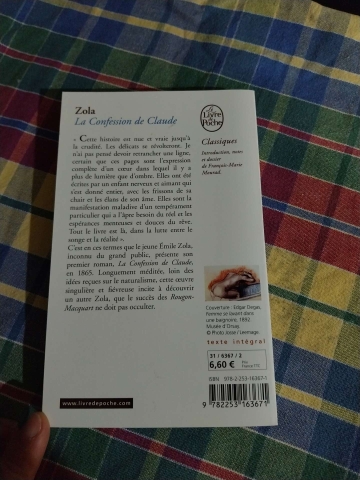 Zola
La Confession de Claude
« Cette histoire est nue et vraie jusqu'à
la crudité. Les délicats se révolteront. Je
n'ai pas pensé devoir retrancher une ligne,
certain que ces pages sont l'expression
complète d'un cœur dans lequel il y a
plus de lumière que d'ombre. Elles ont été
écrites par un enfant nerveux et aimant qui
s'est donné entier, avec les frissons de sa
chair et les élans de son âme. Elles sont la
manifestation maladive d'un tempérament
particulier qui a l'âpre besoin du réel et les
espérances menteuses et douces du rêve.
Tout le livre est là, dans la lutte entre
le songe et la réalité ».
C'est en ces termes que le jeune Émile Zola,
inconnu du grand public, présente son
premier roman, La Confession de Claude,
en 1865. Longuement méditée, loin des
idées reçues sur le naturalisme, cette œuvre
singulière et fiévreuse incite à découvrir
un autre Zola, que le succès des Rougon-
Macquart ne doit pas occulter.
www.livredepoche.com
Le
Livre
de
Poche
Classiques
Introduction, notes
et dossier
de François-Marie
Mourad.
Couverture : Edgar Degas,
Femme se lavant dans
une baignoire, 1892
Musée d'Orsay.
© Photo Josse / Leemage.
texte intégral
31 / 6367 / 2
6,60 €
Prix
France TTC
ISBN : 978-2-253-16367-1
9 782253 163671